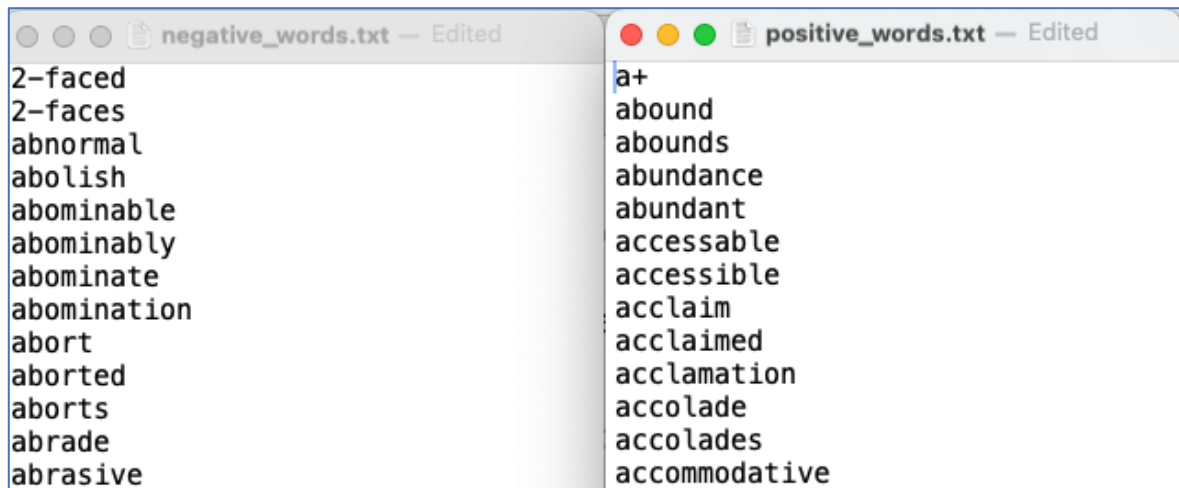 negative_words.txt — Edited
2-faced
2-faces
abnormal
abolish
abominable
abominably
abominate
abomination
abort
aborted
aborts
abrade
abrasive
positive_words.txt — Edited
a+
abound
abounds
abundance
abundant
accessable
accessible
acclaim
acclaimed
acclamation
accolade
accolades
accommodative